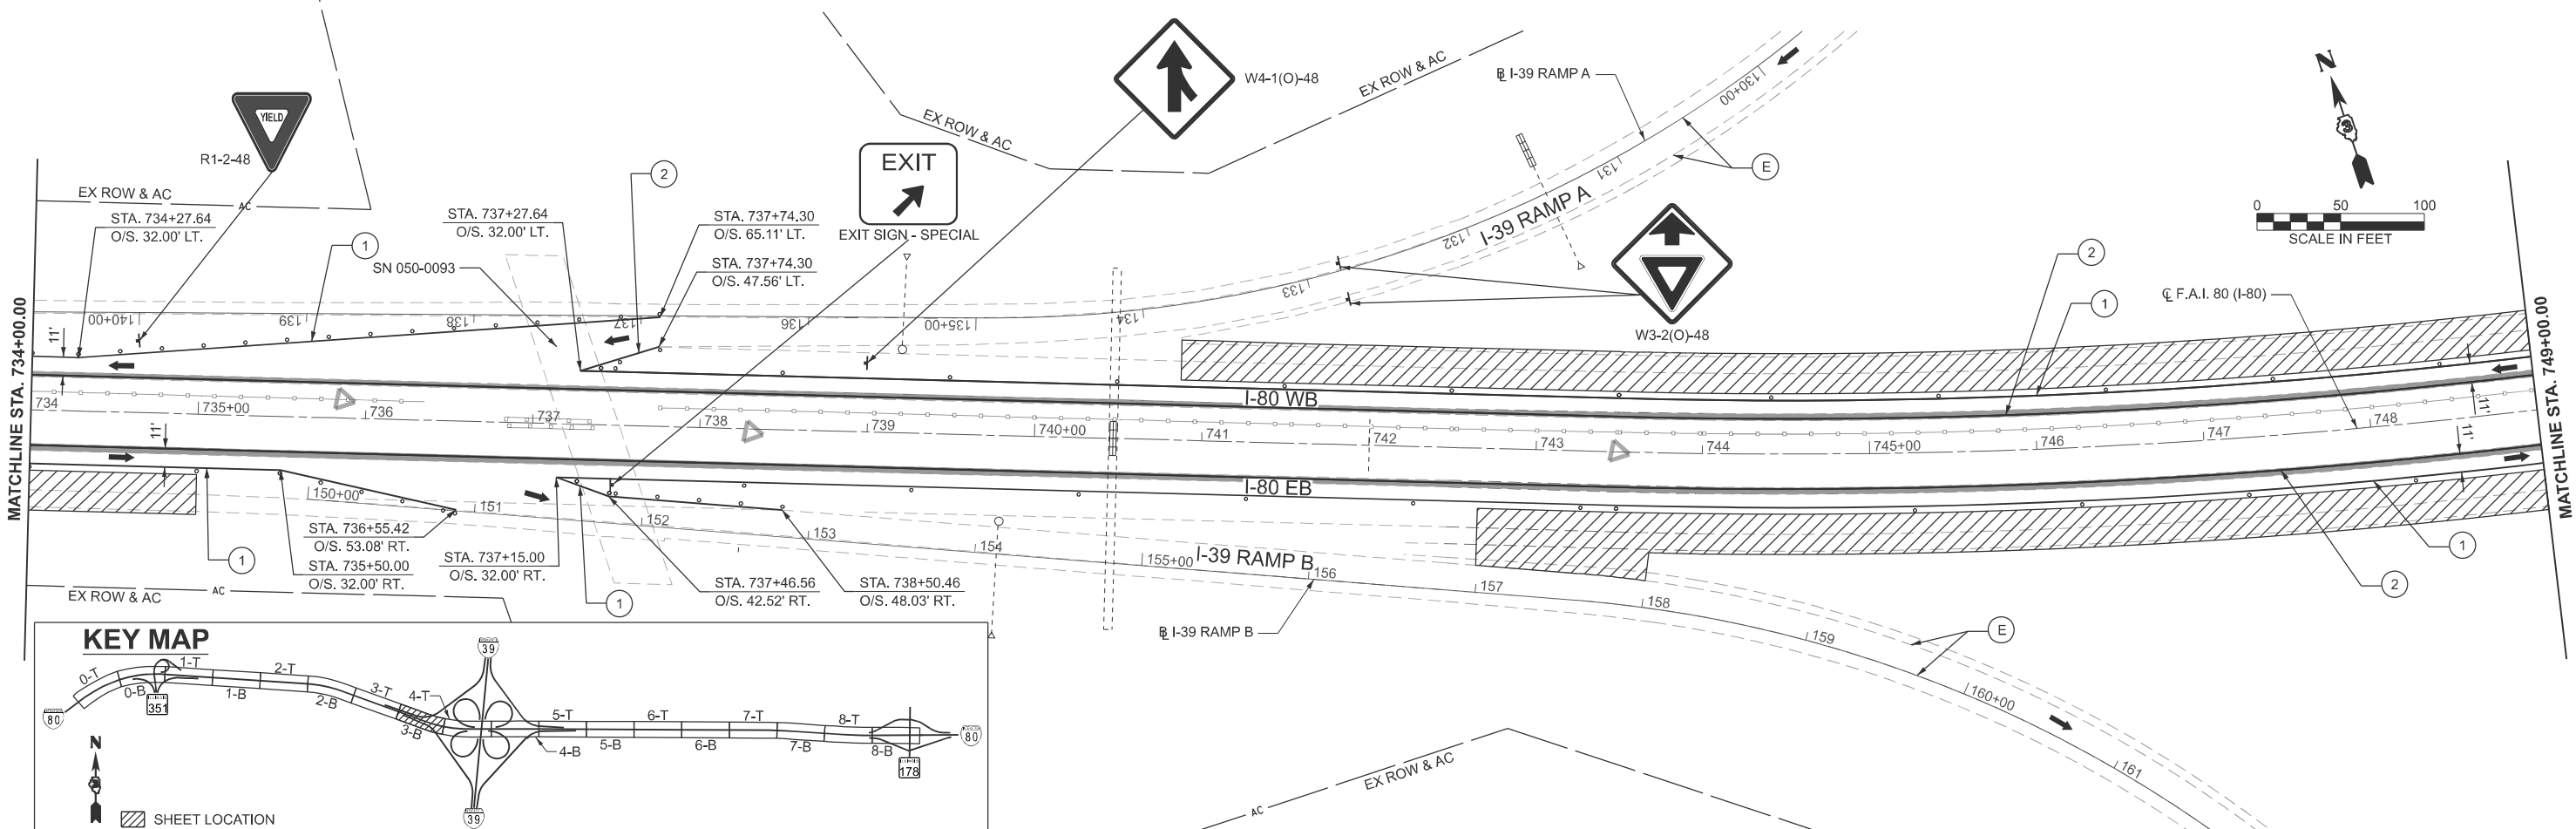 MATCHLINE STA. 734+00.00
YIELD
R1-2-48
EX ROW & AC
AC
STA. 734+27.64
O/S. 32.00' LT.
1
SN 050-0093
STA. 737+27.64
O/S. 32.00' LT.
2
STA. 737+74.30
O/S. 65.11' LT.
STA. 737+74.30
O/S. 47.56' LT.
EXIT
EXIT SIGN - SPECIAL
EX ROW & AC
W4-1(O)-48
EX ROW & AC
℄ I-39 RAMP A
130+00
131
132
133
134
135+00
136
137
138
139
140+00
I-39 RAMP A
E
W3-2(O)-48
N
3
0 50 100
SCALE IN FEET
2
1
℄ F.A.I. 80 (I-80)
MATCHLINE STA. 749+00.00
11'
11'
11'
11'
I-80 WB
734
735+00
736
737
738
739
740+00
741
742
743
744
745+00
746
747
748
I-80 EB
150+00
151
152
153
154
155+00
156
157
158
159
160+00
161
I-39 RAMP B
℄ I-39 RAMP B
STA. 736+55.42
O/S. 53.08' RT.
STA. 735+50.00
O/S. 32.00' RT.
1
STA. 737+15.00
O/S. 32.00' RT.
1
STA. 737+46.56
O/S. 42.52' RT.
STA. 738+50.46
O/S. 48.03' RT.
1
2
E
EX ROW & AC
AC
AC
EX ROW & AC
KEY MAP
0-T
0-B
1-T
1-B
2-T
2-B
3-T
3-B
4-T
4-B
5-T
5-B
6-T
6-B
7-T
7-B
8-T
8-B
80
351
39
39
178
80
N
SHEET LOCATION